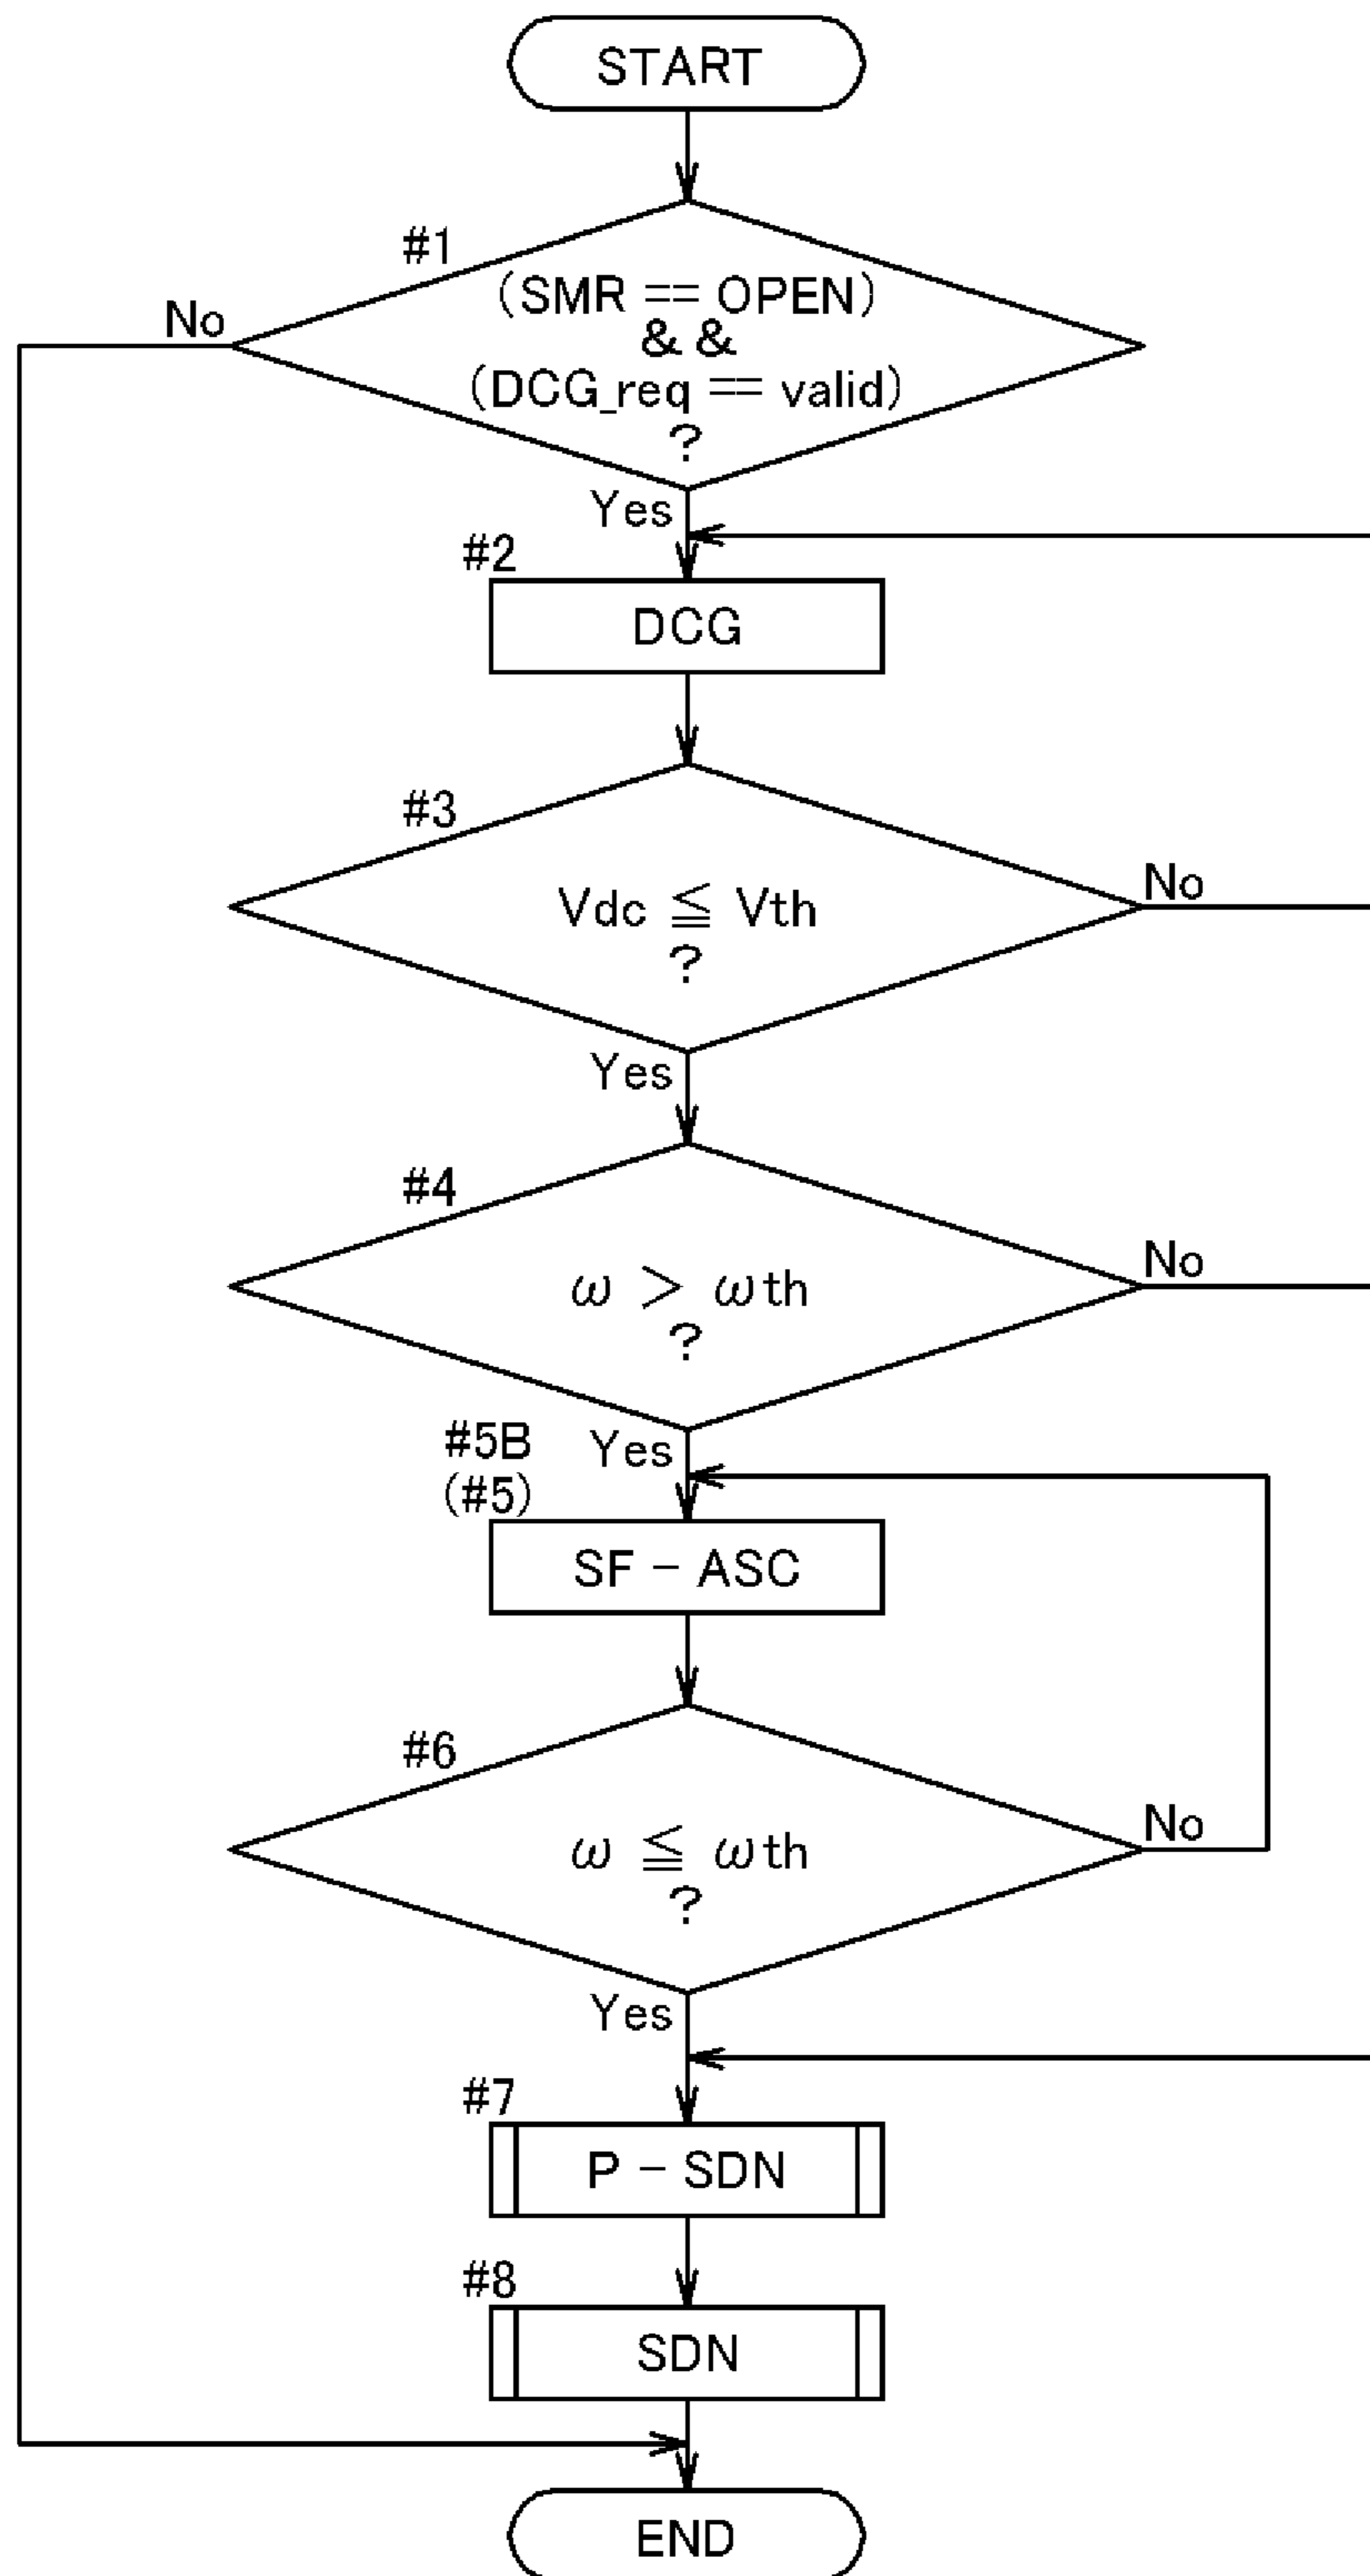 START
#1
(SMR == OPEN)
No
& &
(DCG_req == valid)
?
Yes
#2
DCG
#3
Vdc ≦ Vth
No
?
Yes
#4
ω > ωth
No
?
#5B
Yes
(#5)
SF - ASC
#6
ω ≦ ωth
No
?
Yes
#7
P - SDN
#8
SDN
END